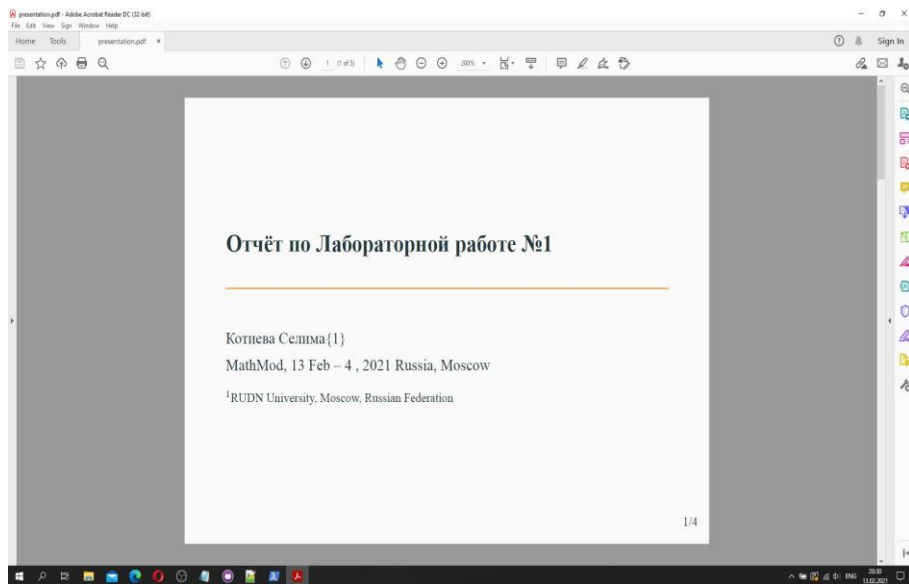 presentation.pdf - Adobe Acrobat Reader DC (32-bit)
File Edit View Sign Window Help
Home Tools presentation.pdf × Sign In
1 (1 of 5) 200%
Отчёт по Лабораторной работе №1
Котиева Селима{1}
MathMod, 13 Feb – 4 , 2021 Russia, Moscow
1RUDN University, Moscow, Russian Federation
1/4
ENG 20:30
13.02.2021